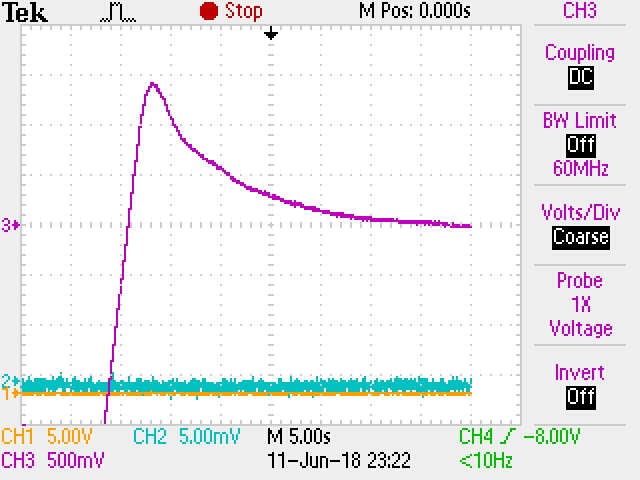 Tek Stop M Pos: 0.000s CH3
Coupling
DC
BW Limit
Off
60MHz
3
Volts/Div
Coarse
Probe
1X
Voltage
Invert
Off
2
1
CH1 5.00V CH2 5.00mV M 5.00s CH4 -8.00V
CH3 500mV 11-Jun-18 23:22 <10Hz